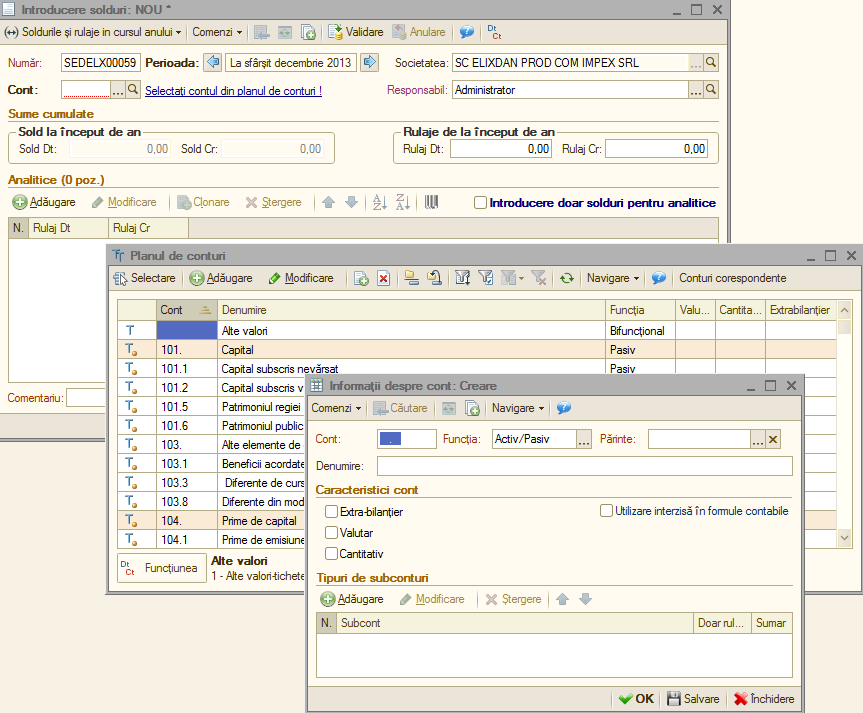 Introducere solduri: NOU *
Soldurile și rulaje in cursul anului Comenzi Validare Anulare Dt Ct
Număr: SEDELX00059 Perioada: La sfârșit decembrie 2013 Societatea: SC ELIXDAN PROD COM IMPEX SRL ...
Cont: ... Selectați contul din planul de conturi ! Responsabil: Administrator ...
Sume cumulate
Sold la început de an Rulaje de la început de an
Sold Dt: 0,00 Sold Cr: 0,00 Rulaj Dt: 0,00 Rulaj Cr: 0,00
Analitice (0 poz.)
Adăugare Modificare Clonare Ștergere Introducere doar solduri pentru analitice
N. Rulaj Dt Rulaj Cr
Comentariu:
Planul de conturi
Selectare Adăugare Modificare Navigare Conturi corespondente
Cont Denumire Funcția Valu... Cantita... Extrabilanțier
Alte valori Bifuncțional
101. Capital Pasiv
101.1 Capital subscris nevărsat Pasiv
101.2 Capital subscris v
101.5 Patrimoniul regiei
101.6 Patrimoniul public
103. Alte elemente de
103.1 Beneficii acordate
103.3 Diferente de curs
103.8 Diferente din mod
104. Prime de capital
104.1 Prime de emisiune
Dt Ct Funcțiunea Alte valori
1 - Alte valori-tichete
Informații despre cont: Creare
Comenzi Căutare Navigare
Cont: . Funcția: Activ/Pasiv ... Părinte: ...
Denumire:
Caracteristici cont
Extra-bilanțier Utilizare interzisă în formule contabile
Valutar
Cantitativ
Tipuri de subconturi
Adăugare Modificare Ștergere
N. Subcont Doar rul... Sumar
OK Salvare Închidere